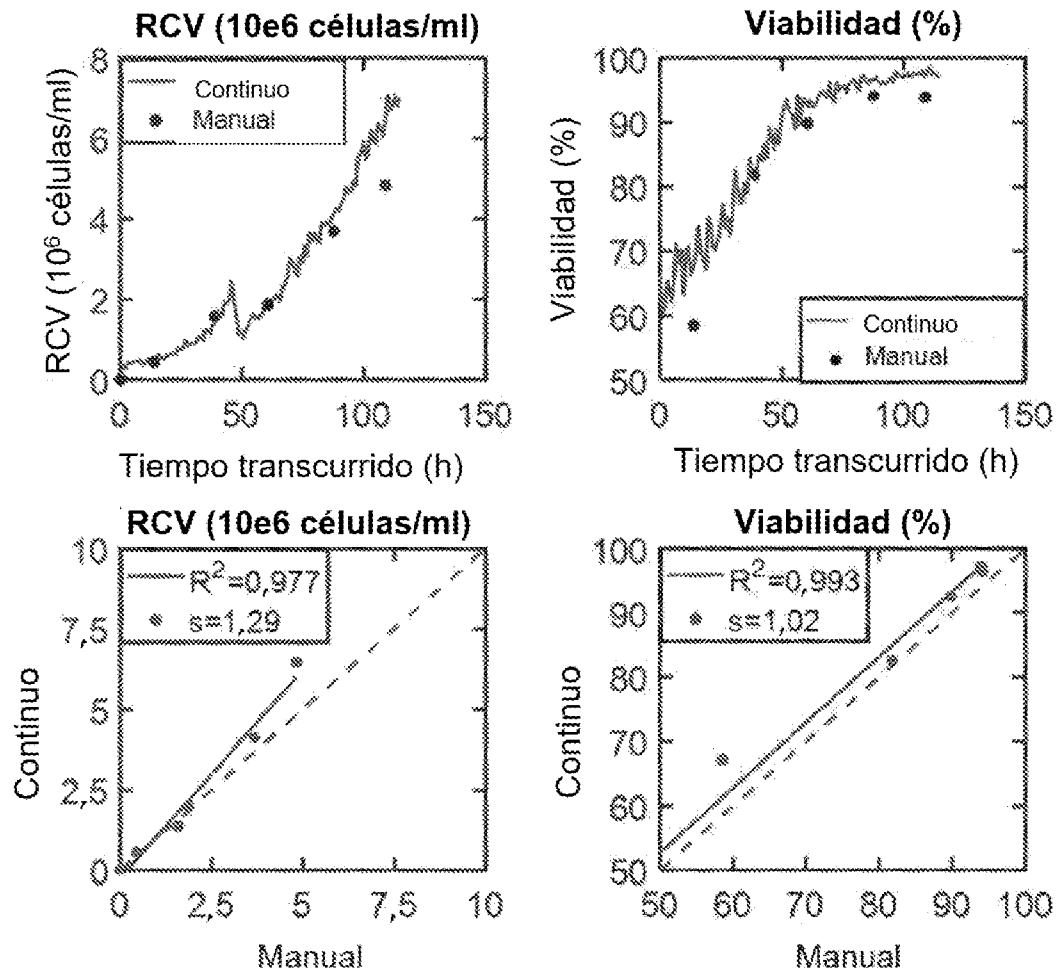 RCV (10e6 células/ml)
RCV (10⁶ células/ml)
8
6
4
2
0
Continuo
Manual
0 50 100 150
Tiempo transcurrido (h)
Viabilidad (%)
Viabilidad (%)
100
90
80
70
60
50
Continuo
Manual
0 50 100 150
Tiempo transcurrido (h)
RCV (10e6 células/ml)
Continuo
10
7,5
5
2,5
0
R²=0,977
s=1,29
0 2,5 5 7,5 10
Manual
Viabilidad (%)
Continuo
100
90
80
70
60
50
R²=0,993
s=1,02
50 60 70 80 90 100
Manual